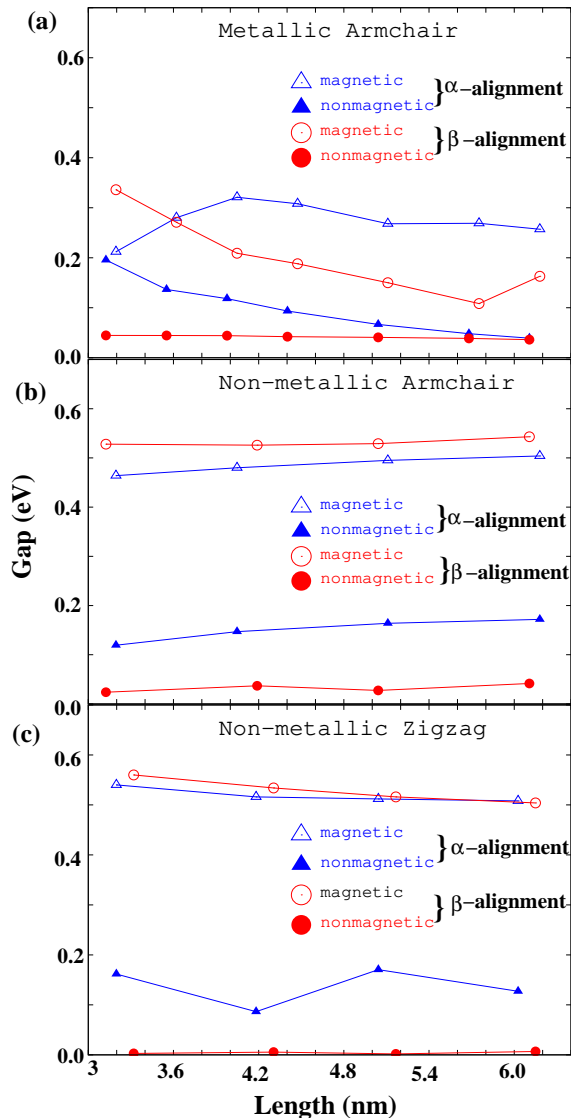 (a)
Metallic Armchair
0.6
magnetic
nonmagnetic
}α-alignment
magnetic
nonmagnetic
}β-alignment
0.4
0.2
0.0
(b)
Non-metallic Armchair
0.6
magnetic
nonmagnetic
}α-alignment
magnetic
nonmagnetic
}β-alignment
0.4
0.2
0.0
Gap (eV)
(c)
Non-metallic Zigzag
0.6
magnetic
nonmagnetic
}α-alignment
magnetic
nonmagnetic
}β-alignment
0.4
0.2
0.0
3 3.6 4.2 4.8 5.4 6.0
Length (nm)